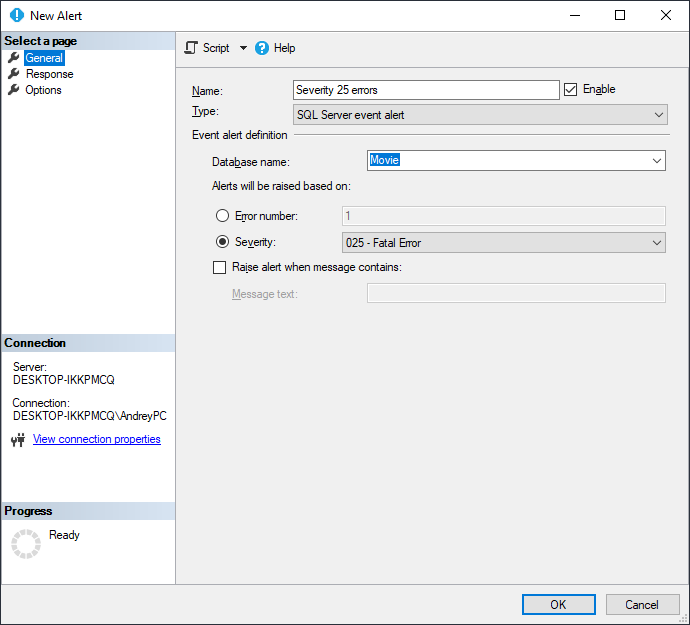 New Alert
Select a page
General
Response
Options
Script
Help
Name:
Severity 25 errors
Enable
Type:
SQL Server event alert
Event alert definition
Database name:
Movie
Alerts will be raised based on:
Error number:
1
Severity:
025 - Fatal Error
Raise alert when message contains:
Message text:
Connection
Server:
DESKTOP-IKKPMCQ
Connection:
DESKTOP-IKKPMCQ\AndreyPC
View connection properties
Progress
Ready
OK
Cancel